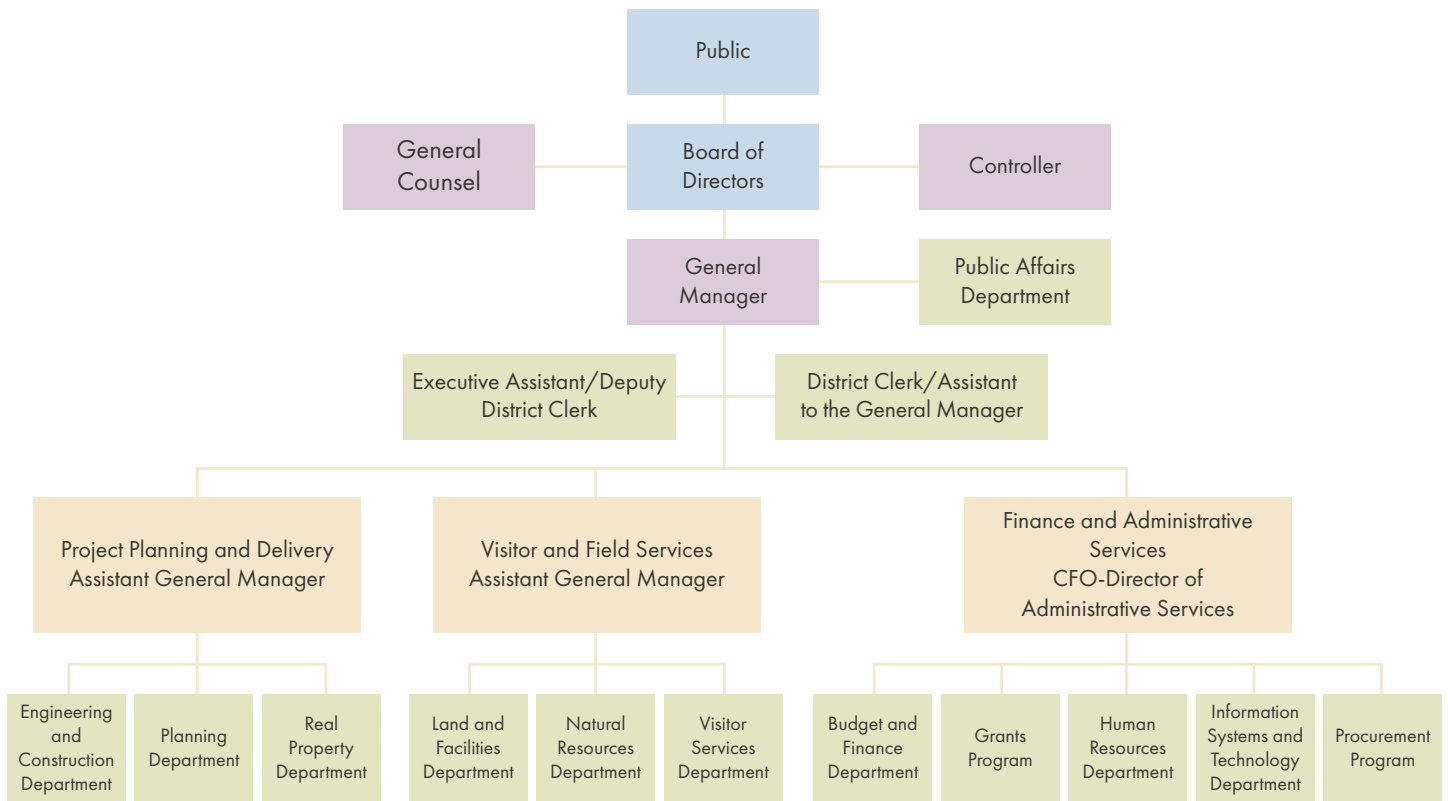 Public
General
Counsel
Board of
Directors
Controller
General
Manager
Public Affairs
Department
Executive Assistant/Deputy
District Clerk
District Clerk/Assistant
to the General Manager
Project Planning and Delivery
Assistant General Manager
Visitor and Field Services
Assistant General Manager
Finance and Administrative
Services
CFO-Director of
Administrative Services
Engineering
and
Construction
Department
Planning
Department
Real
Property
Department
Land and
Facilities
Department
Natural
Resources
Department
Visitor
Services
Department
Budget and
Finance
Department
Grants
Program
Human
Resources
Department
Information
Systems and
Technology
Department
Procurement
Program